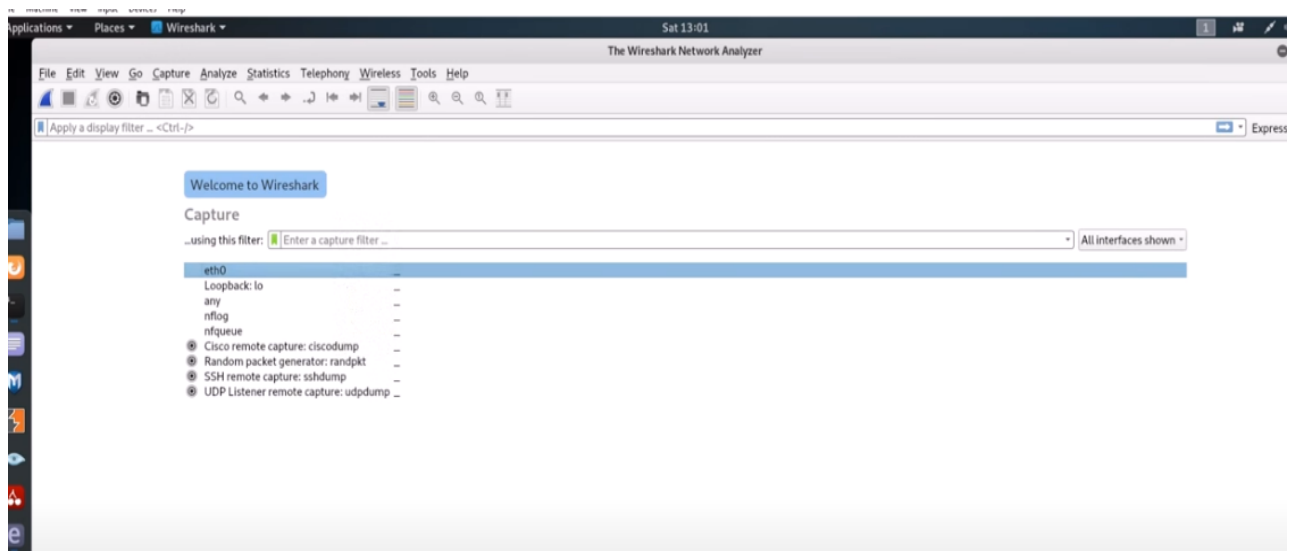 Applications Places Wireshark Sat 13:01 1
The Wireshark Network Analyzer
File Edit View Go Capture Analyze Statistics Telephony Wireless Tools Help
Apply a display filter … <Ctrl-/> Express
Welcome to Wireshark
Capture
…using this filter: Enter a capture filter … All interfaces shown
eth0 _
Loopback: lo _
any _
nflog _
nfqueue _
Cisco remote capture: ciscodump _
Random packet generator: randpkt _
SSH remote capture: sshdump _
UDP Listener remote capture: udpdump _